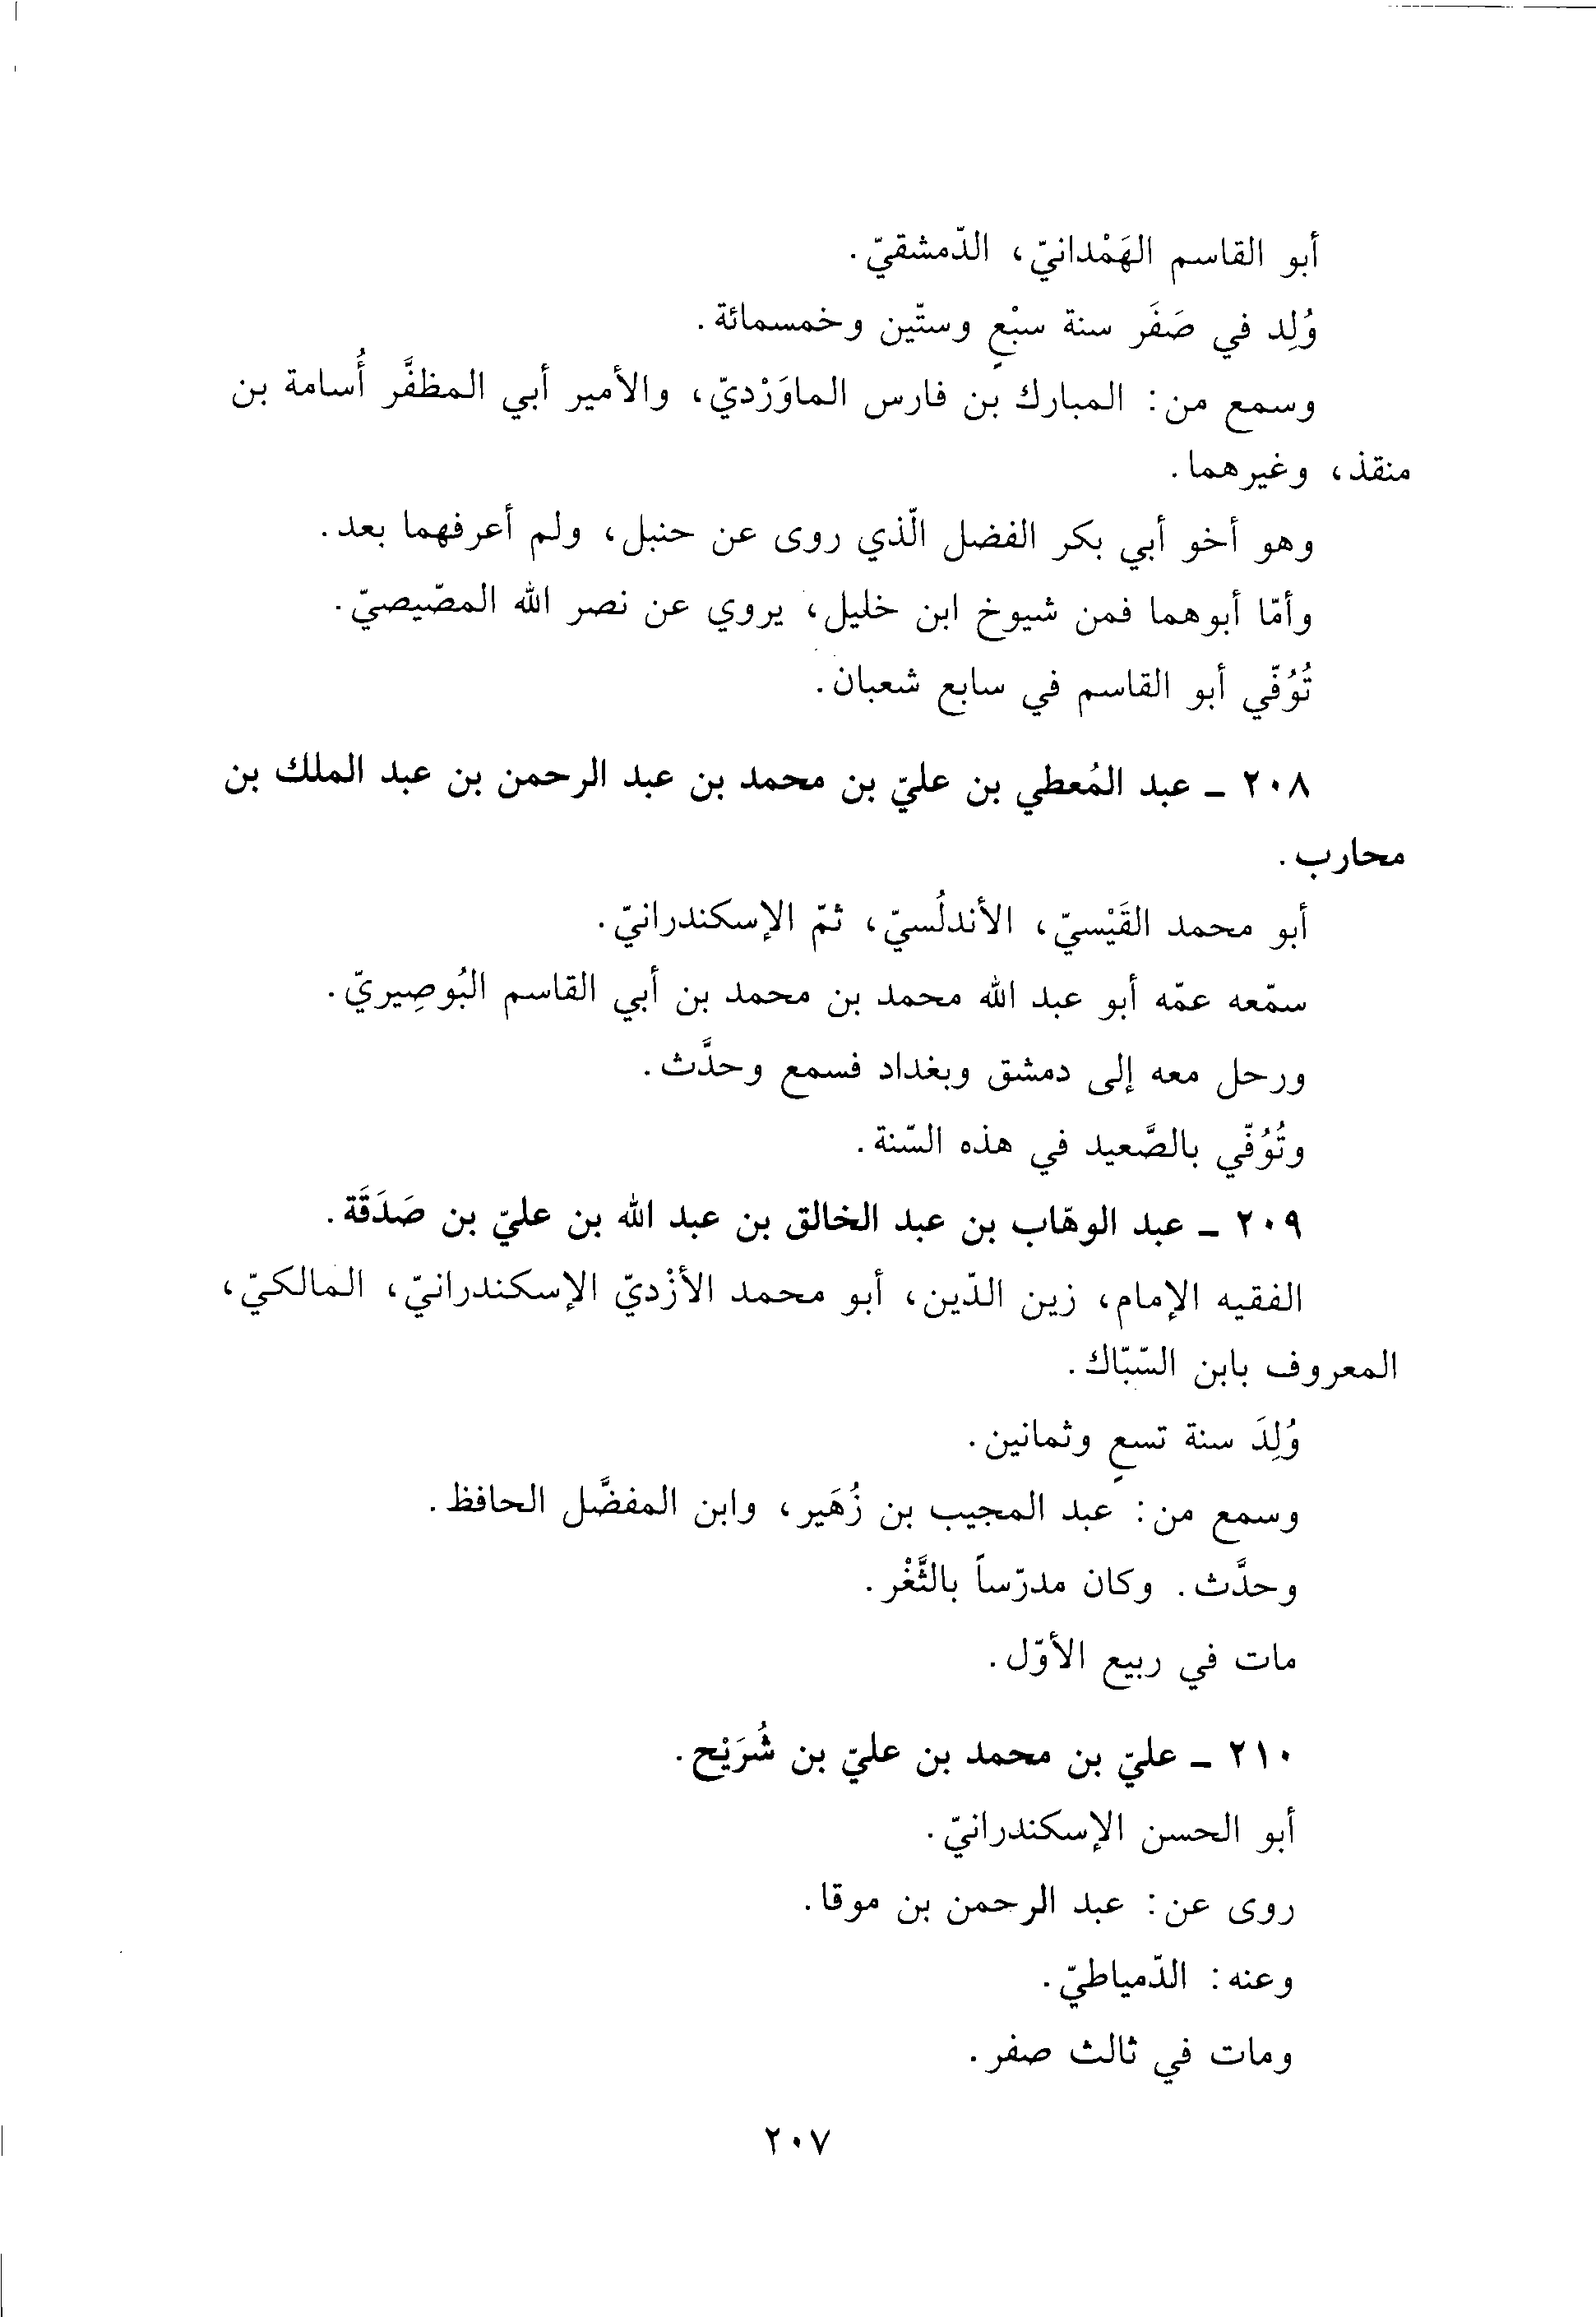 أبو القاسم الهَمْدانيّ، الدّمشقيّ.
وُلِد في صَفَر سنة سبْعٍ وستّين وخمسمائة.
وسمع من: المبارك بن فارس الماوَرْديّ، والأمير أبي المظفَّر أُسامة بن
منقذ، وغيرهما.
وهو أخو أبي بكر الفضل الّذي روى عن حنبل، ولم أعرفهما بعد.
وأمّا أبوهما فمن شيوخ ابن خليل، يروي عن نصر الله المصّيصيّ.
تُوُفّي أبو القاسم في سابع شعبان.
٢٠٨ - عبد المُعطي بن عليّ بن محمد بن عبد الرحمن بن عبد الملك بن
محارب.
أبو محمد القَيْسيّ، الأندلُسيّ، ثمّ الإسكندرانيّ.
سمّعه عمّه أبو عبد الله محمد بن محمد بن أبي القاسم البُوصِيريّ.
ورحل معه إلى دمشق وبغداد فسمع وحدَّث.
وتُوُفّي بالصَّعيد في هذه السّنة.
٢٠٩ - عبد الوهّاب بن عبد الخالق بن عبد الله بن عليّ بن صَدَقَة.
الفقيه الإمام، زين الدّين، أبو محمد الأزْديّ الإسكندرانيّ، المالكيّ،
المعروف بابن السّبّاك.
وُلِدَ سنة تسعٍ وثمانين.
وسمع من: عبد المجيب بن زُهَير، وابن المفضَّل الحافظ.
وحدَّث. وكان مدرّساً بالثَّغْر.
مات في ربيع الأوّل.
٢١٠ - عليّ بن محمد بن عليّ بن شُرَيْح.
أبو الحسن الإسكندرانيّ.
روى عن: عبد الرحمن بن موقا.
وعنه: الدّمياطيّ.
ومات في ثالث صفر.
٢٠٧